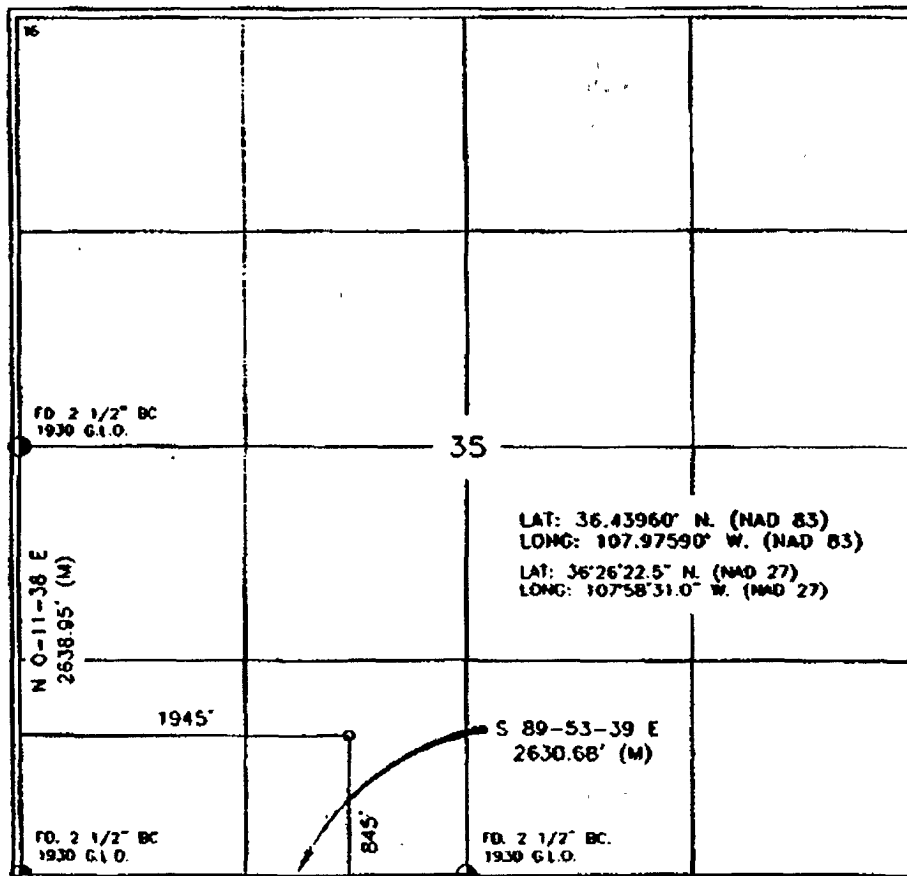 16
FD. 2 1/2" BC
1930 G.L.O.
35
LAT: 36.43960° N. (NAD 83)
LONG: 107.97590° W. (NAD 83)
LAT: 36°26'22.5" N. (NAD 27)
LONG: 107°58'31.0" W. (NAD 27)
N 0-11-38 E
2638.95' (M)
1945'
S 89-53-39 E
2630.68' (M)
845'
FD. 2 1/2" BC
1930 G.L.O.
FD. 2 1/2" BC.
1930 G.L.O.